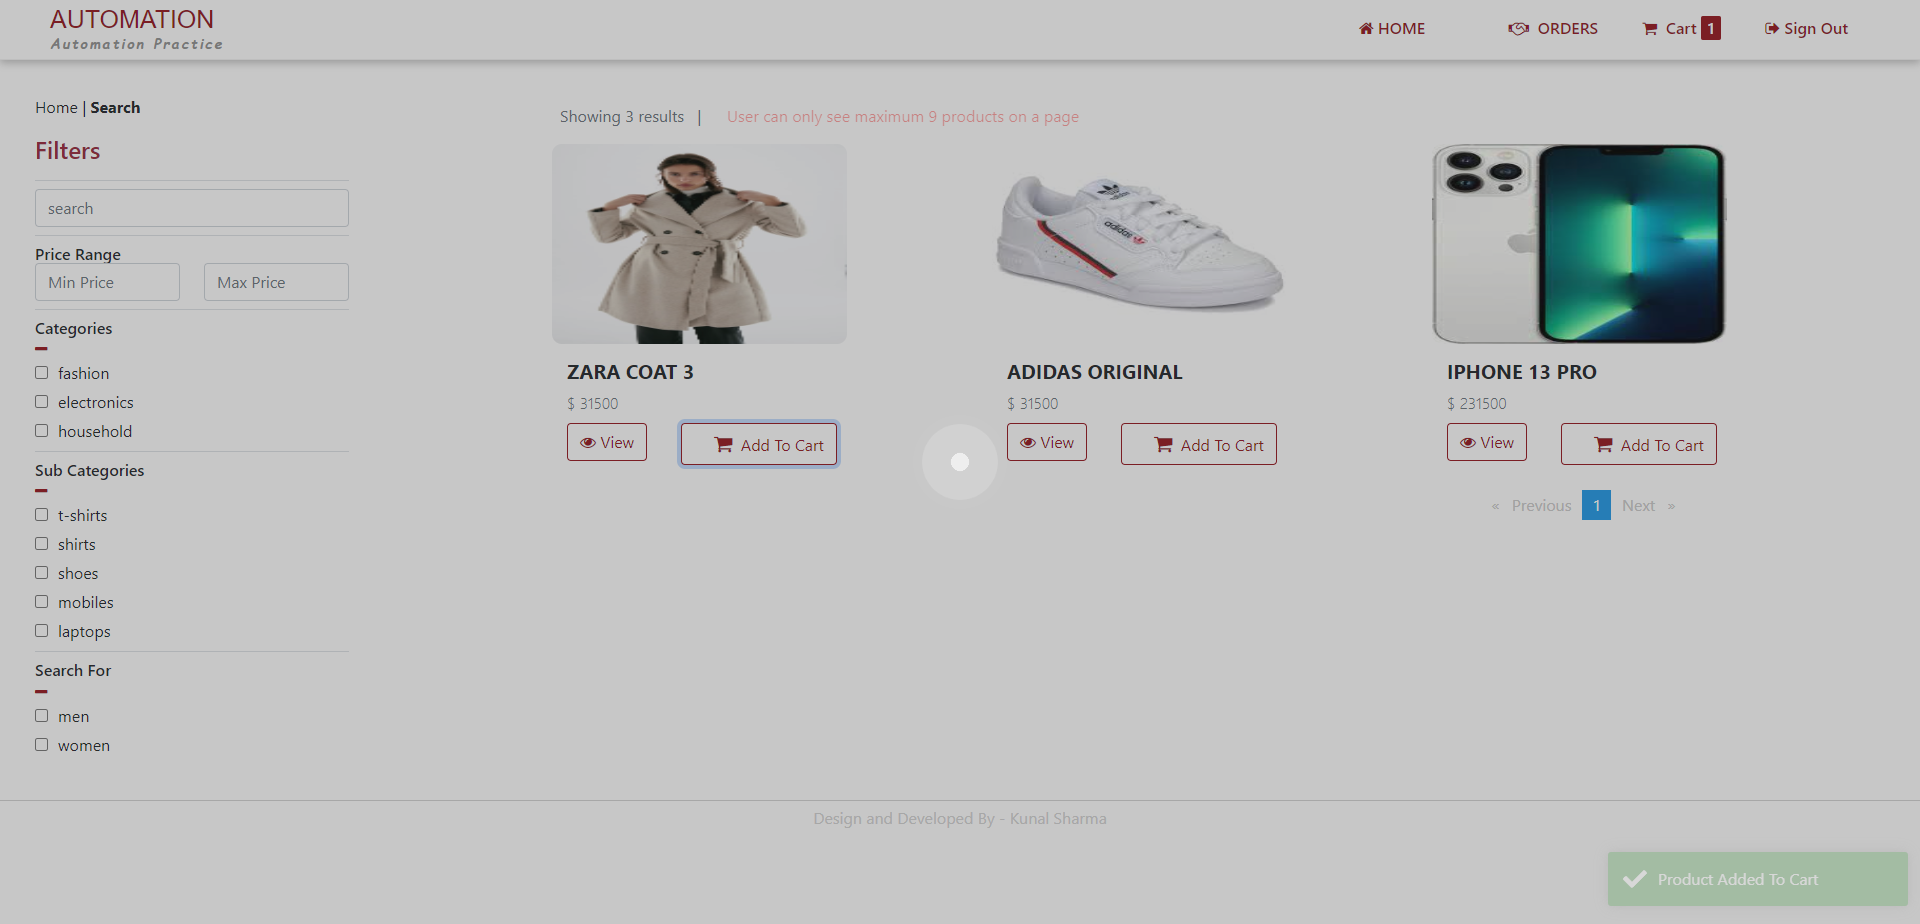 AUTOMATION
Automation Practice
HOME
ORDERS
Cart 1
Sign Out
Home | Search
Filters
search
Price Range
Min Price
Max Price
Categories
fashion
electronics
household
Sub Categories
t-shirts
shirts
shoes
mobiles
laptops
Search For
men
women
Showing 3 results |
User can only see maximum 9 products on a page
adidas
adidas
ZARA COAT 3
$ 31500
View
Add To Cart
ADIDAS ORIGINAL
$ 31500
View
Add To Cart
IPHONE 13 PRO
$ 231500
View
Add To Cart
« Previous 1 Next »
Design and Developed By - Kunal Sharma
Product Added To Cart